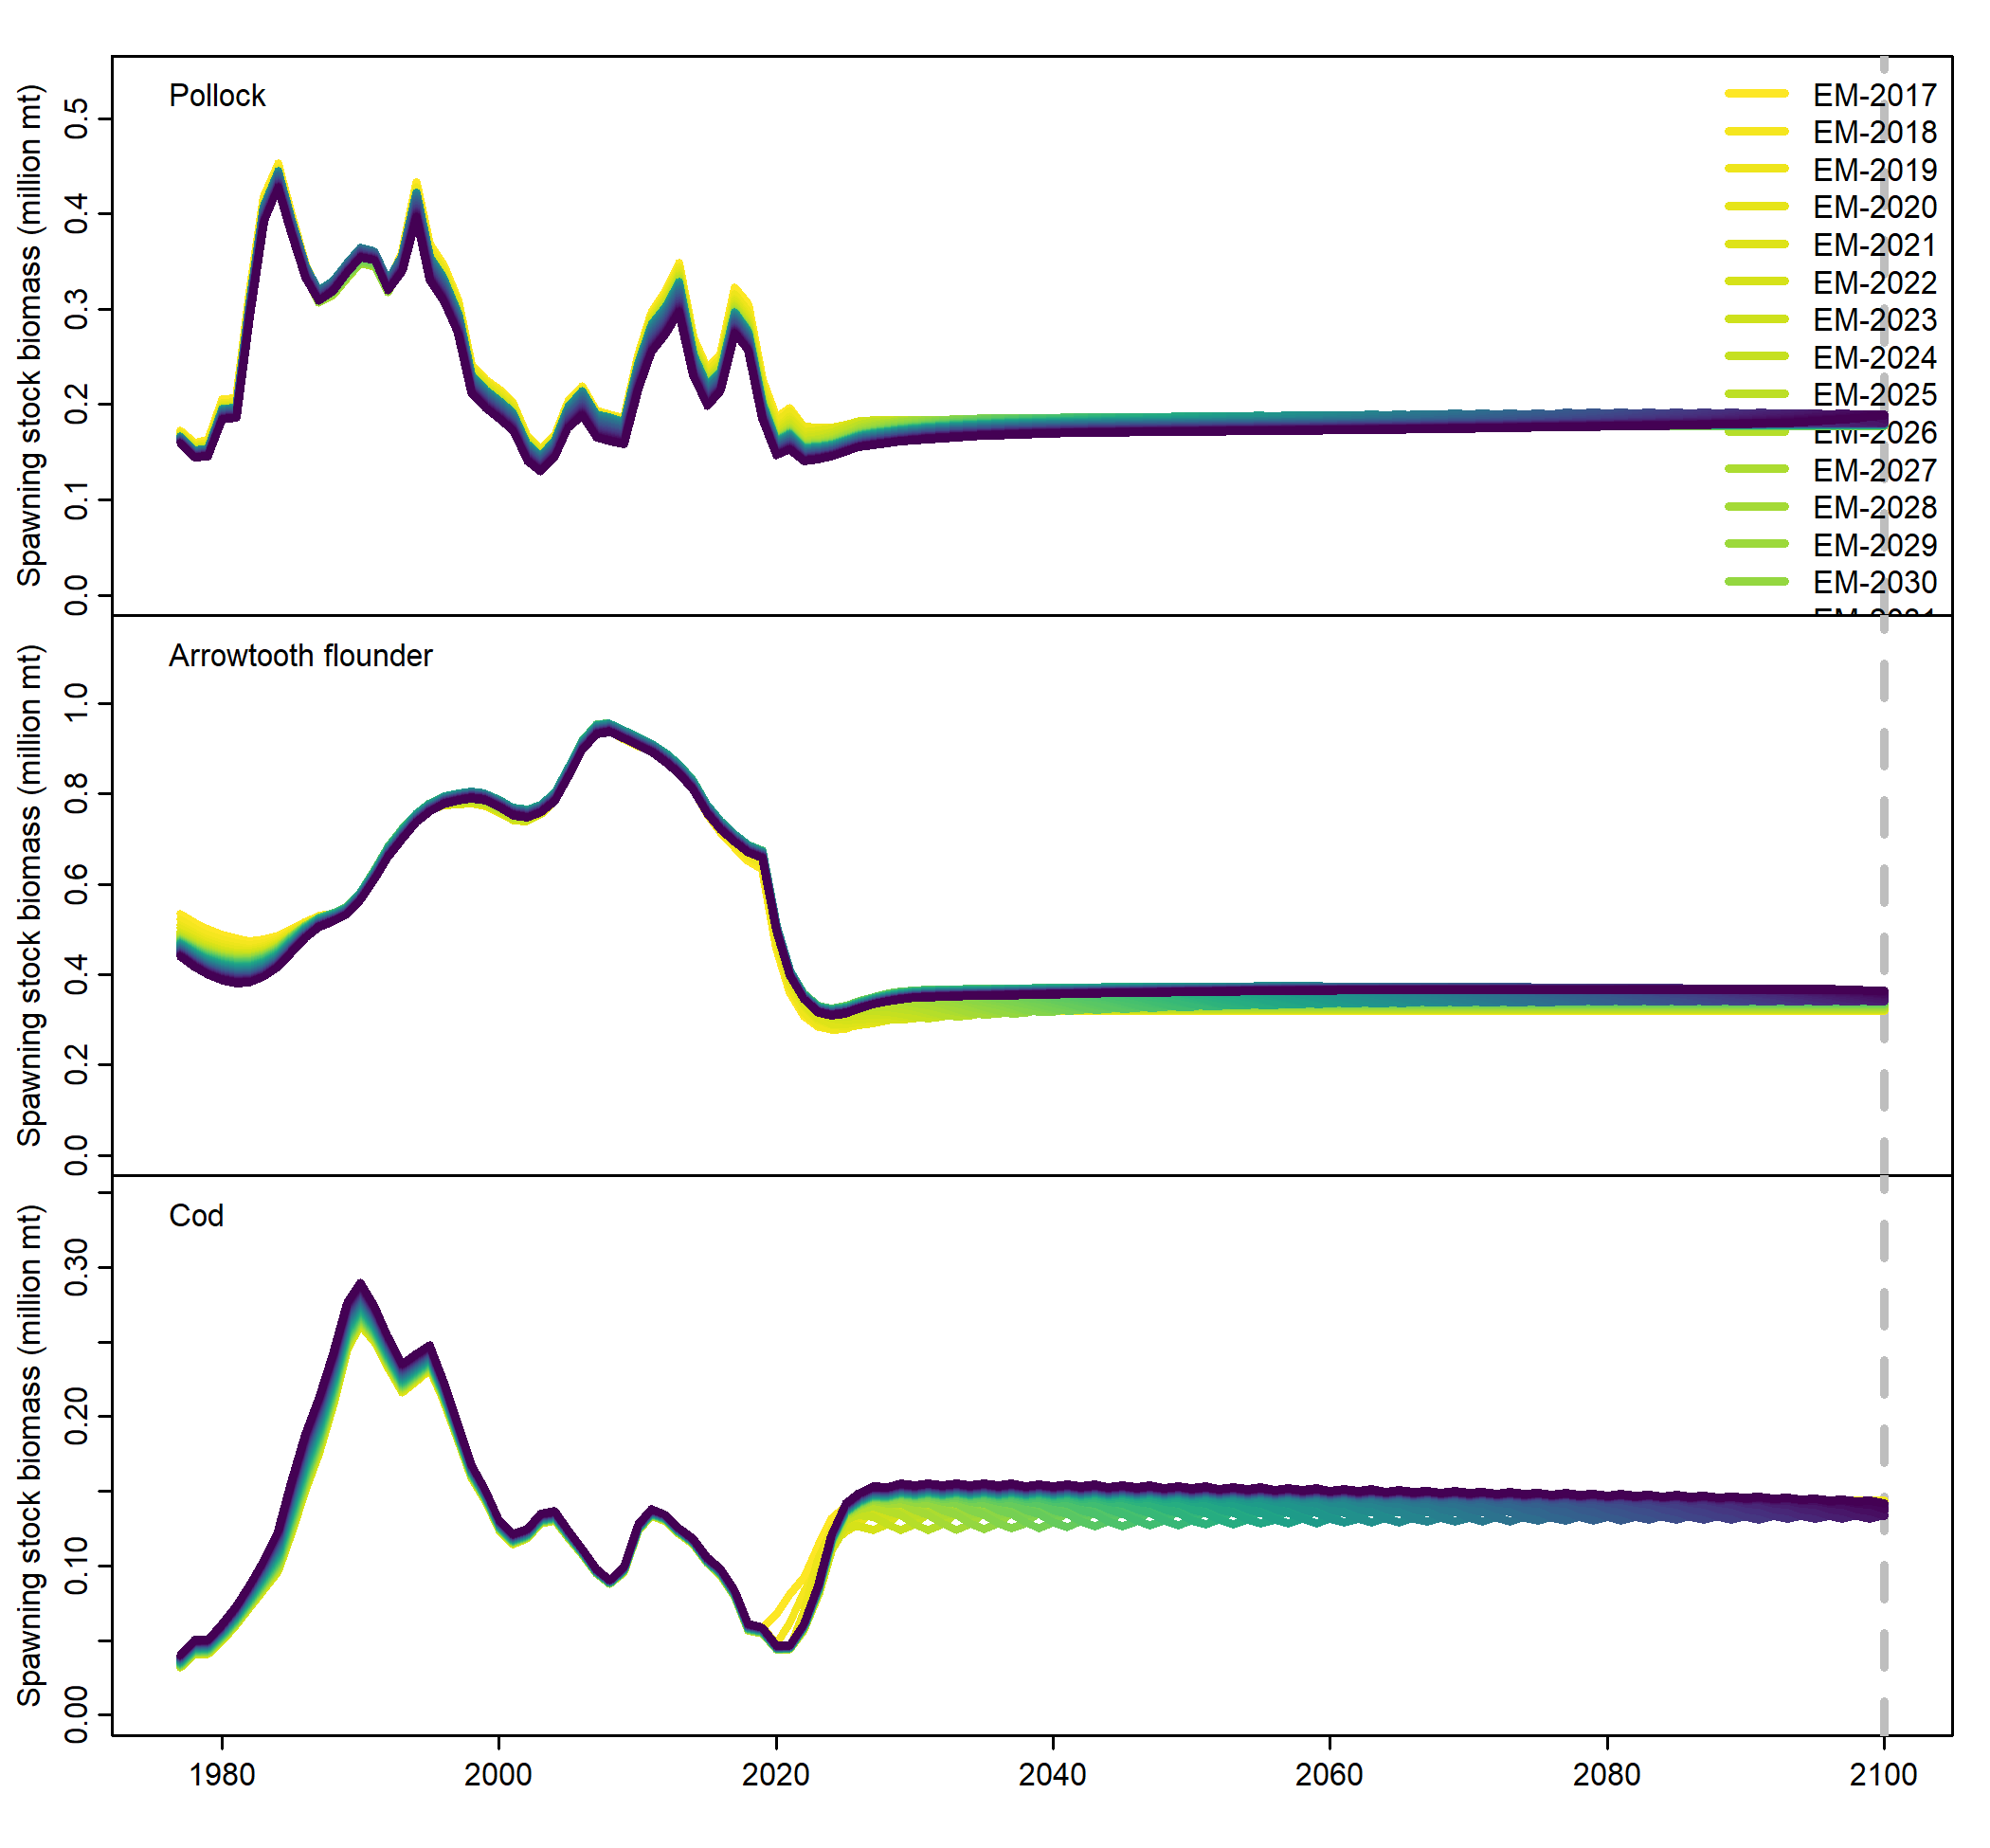 Pollock
Spawning stock biomass (million mt)
0.5
0.4
0.3
0.2
0.1
0.0
EM-2017
EM-2018
EM-2019
EM-2020
EM-2021
EM-2022
EM-2023
EM-2024
EM-2025
EM-2026
EM-2027
EM-2028
EM-2029
EM-2030
Arrowtooth flounder
Spawning stock biomass (million mt)
1.0
0.8
0.6
0.4
0.2
0.0
Cod
Spawning stock biomass (million mt)
0.30
0.20
0.10
0.00
1980 2000 2020 2040 2060 2080 2100